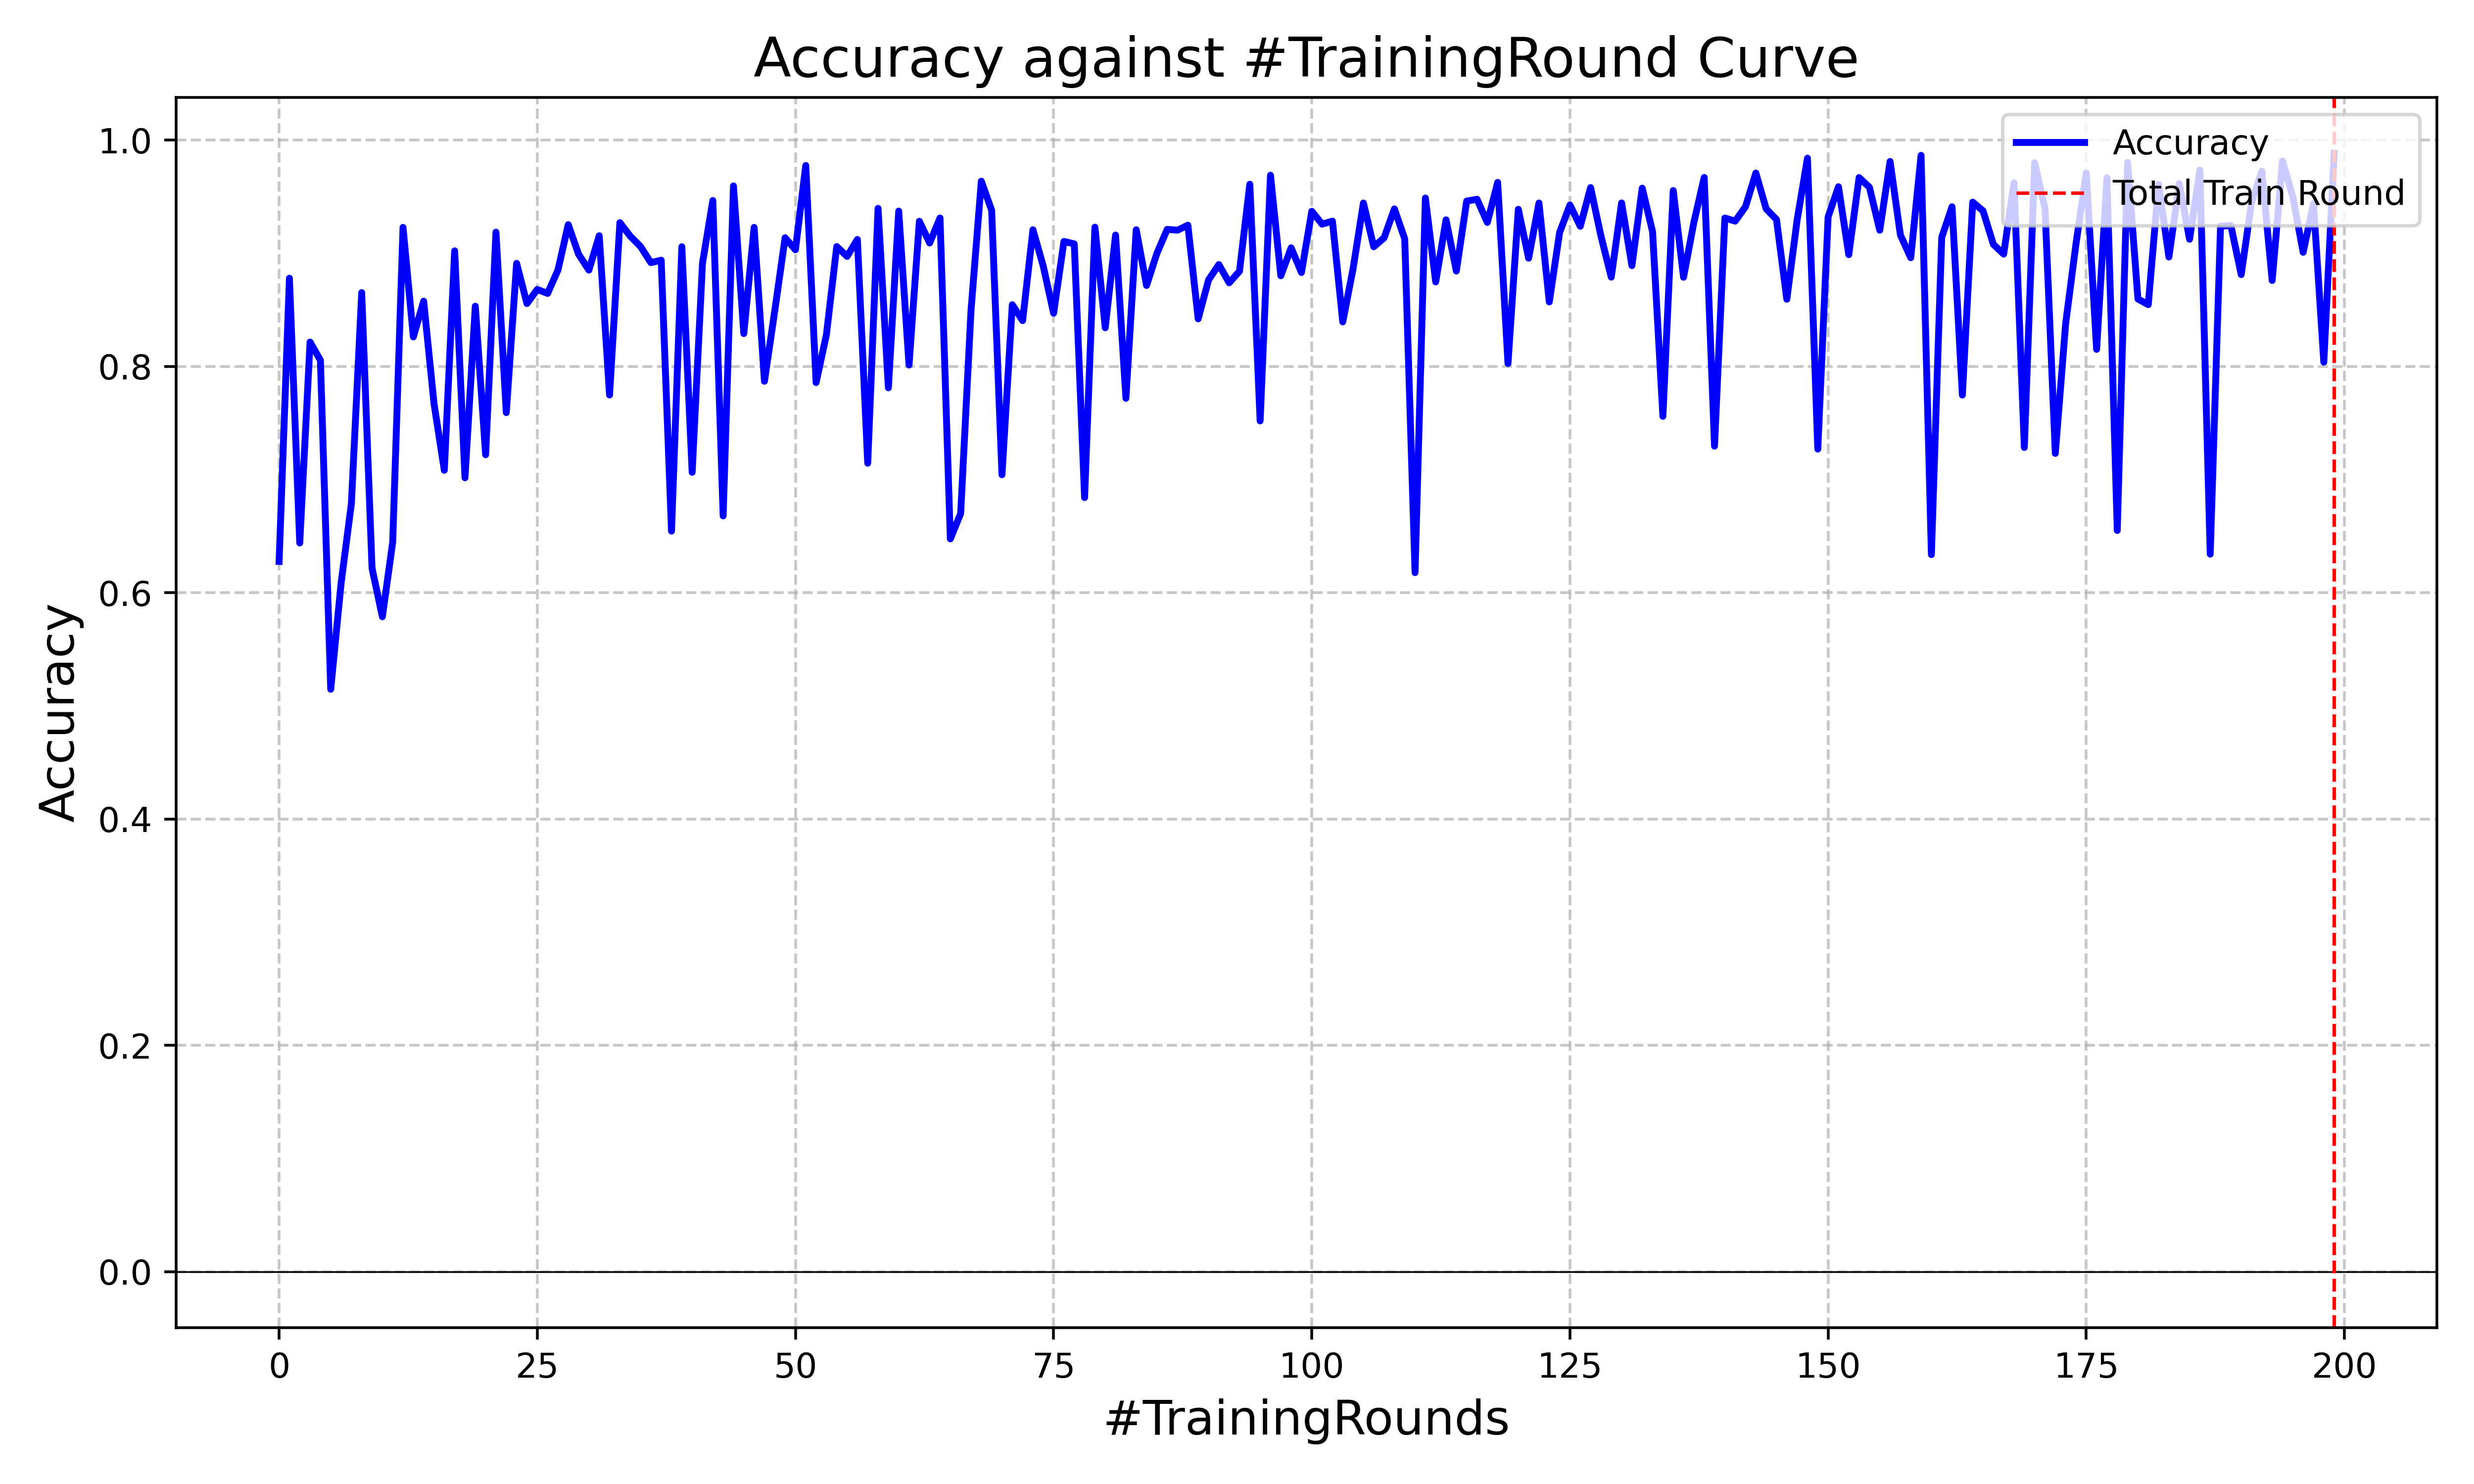 Accuracy against #TrainingRound Curve
Accuracy
Total Train Round
1.0
0.8
0.6
0.4
0.2
0.0
Accuracy
0 25 50 75 100 125 150 175 200
#TrainingRounds